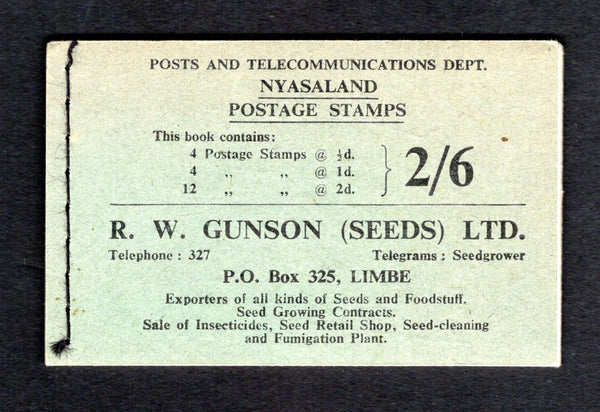 POSTS AND TELECOMMUNICATIONS DEPT.
NYASALAND
POSTAGE STAMPS
This book contains:
4 Postage Stamps @ ½d.
4 ,, ,, @ 1d.
12 ,, ,, @ 2d.
2/6
R. W. GUNSON (SEEDS) LTD.
Telephone : 327 Telegrams : Seedgrower
P.O. Box 325, LIMBE
Exporters of all kinds of Seeds and Foodstuff.
Seed Growing Contracts.
Sale of Insecticides, Seed Retail Shop, Seed-cleaning
and Fumigation Plant.